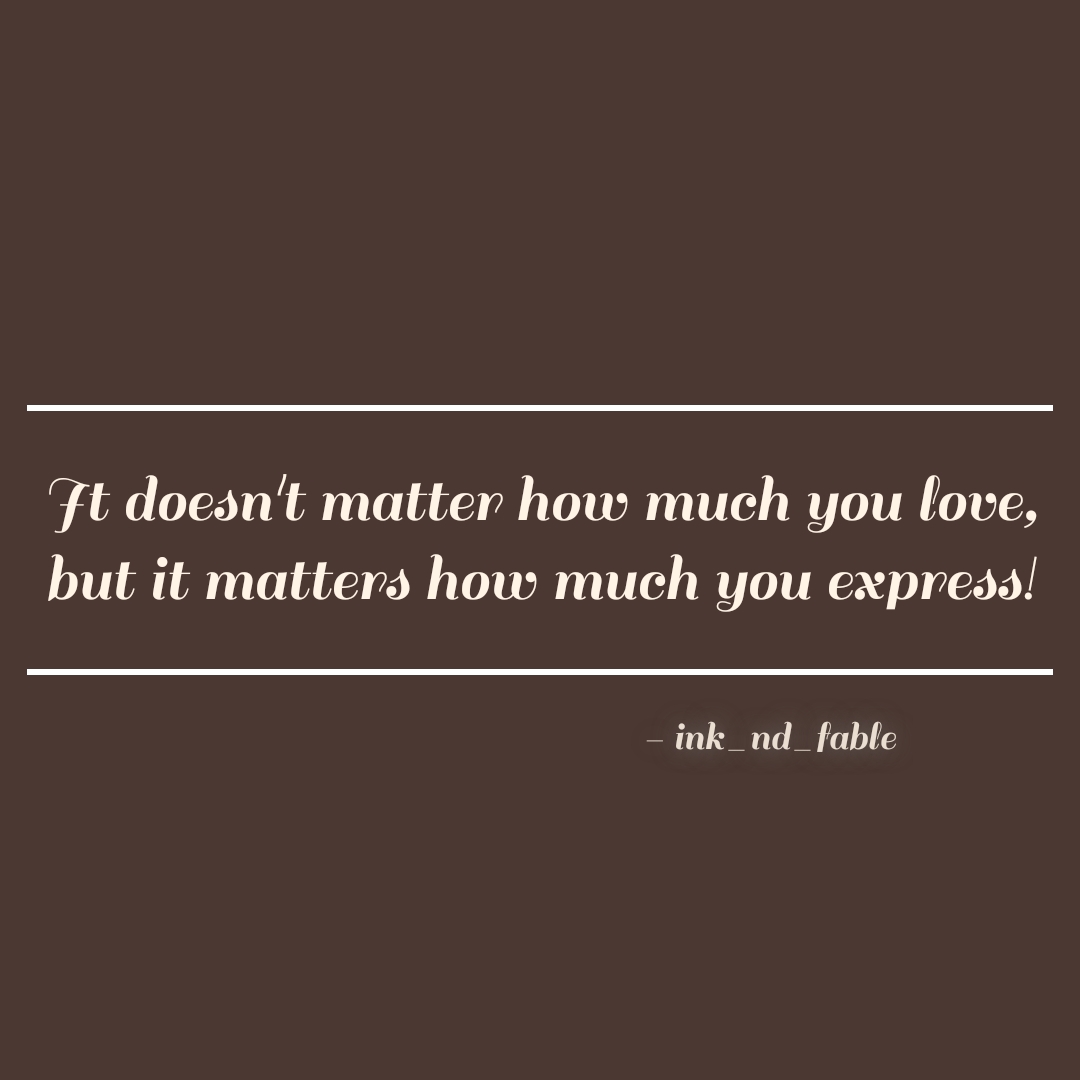 It doesn't matter how much you love,
but it matters how much you express!
– ink_nd_fable